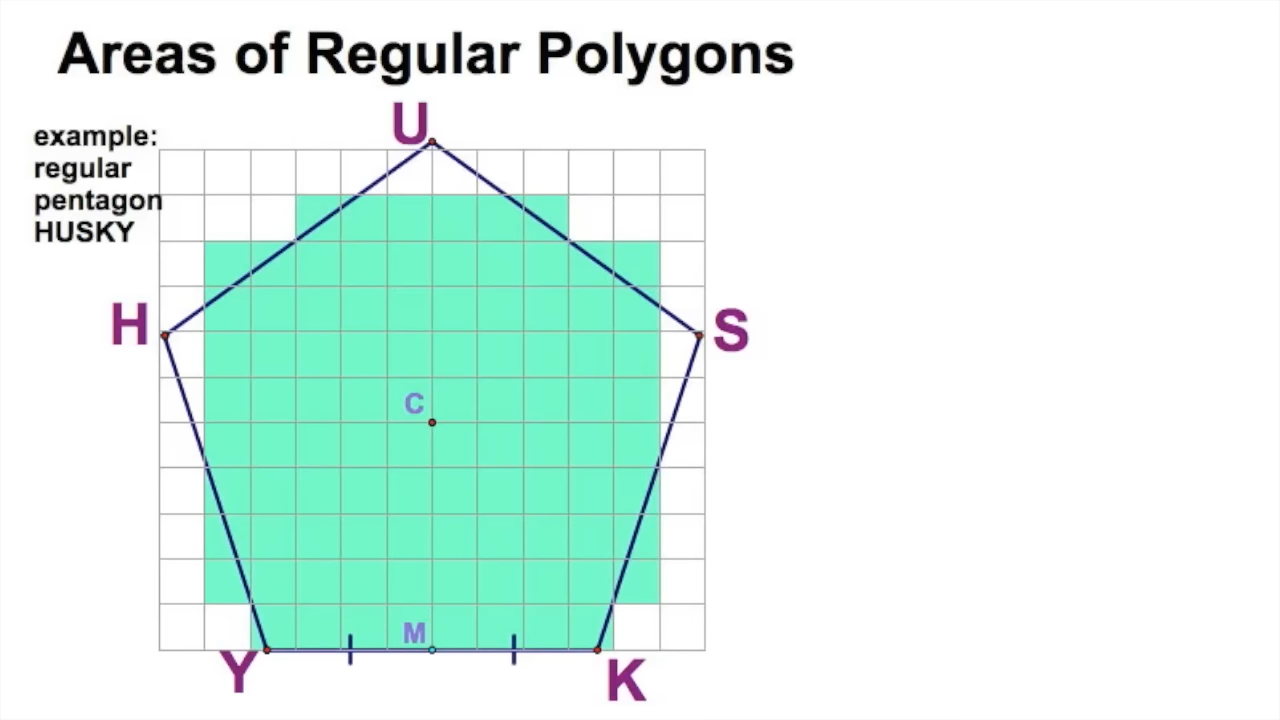 Areas of Regular Polygons
example:
regular
pentagon
HUSKY
U
H
S
C
M
Y
K